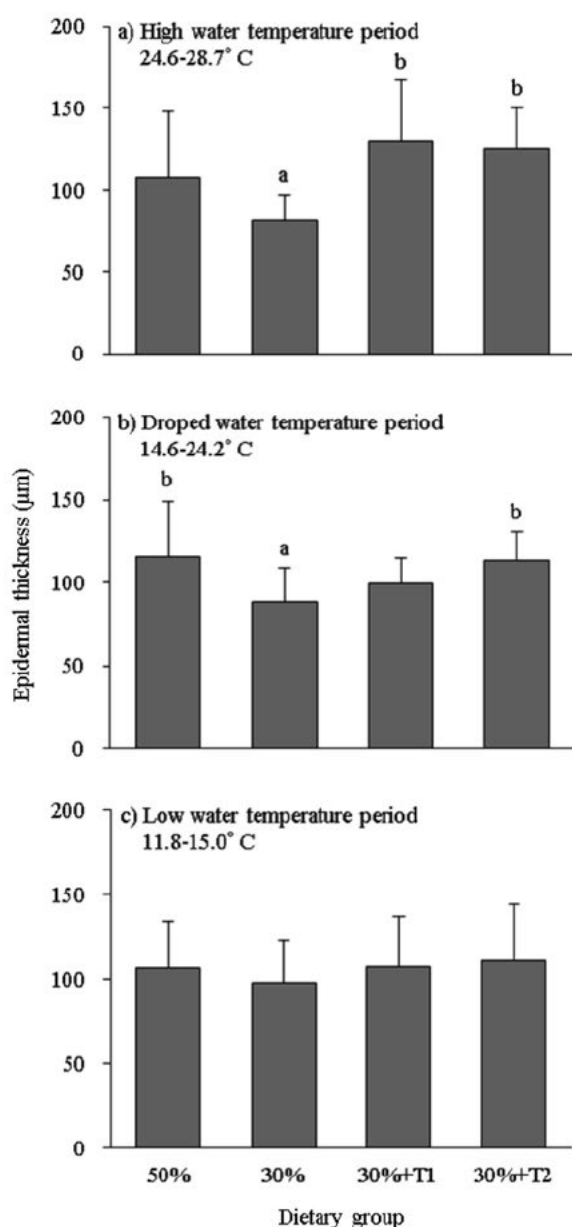 200
150
100
50
0
a) High water temperature period
24.6-28.7° C
a
b
b
Epidermal thickness (μm)
200
150
100
50
0
b) Droped water temperature period
14.6-24.2° C
b
a
b
200
150
100
50
0
c) Low water temperature period
11.8-15.0° C
50%
30%
30%+T1
30%+T2
Dietary group